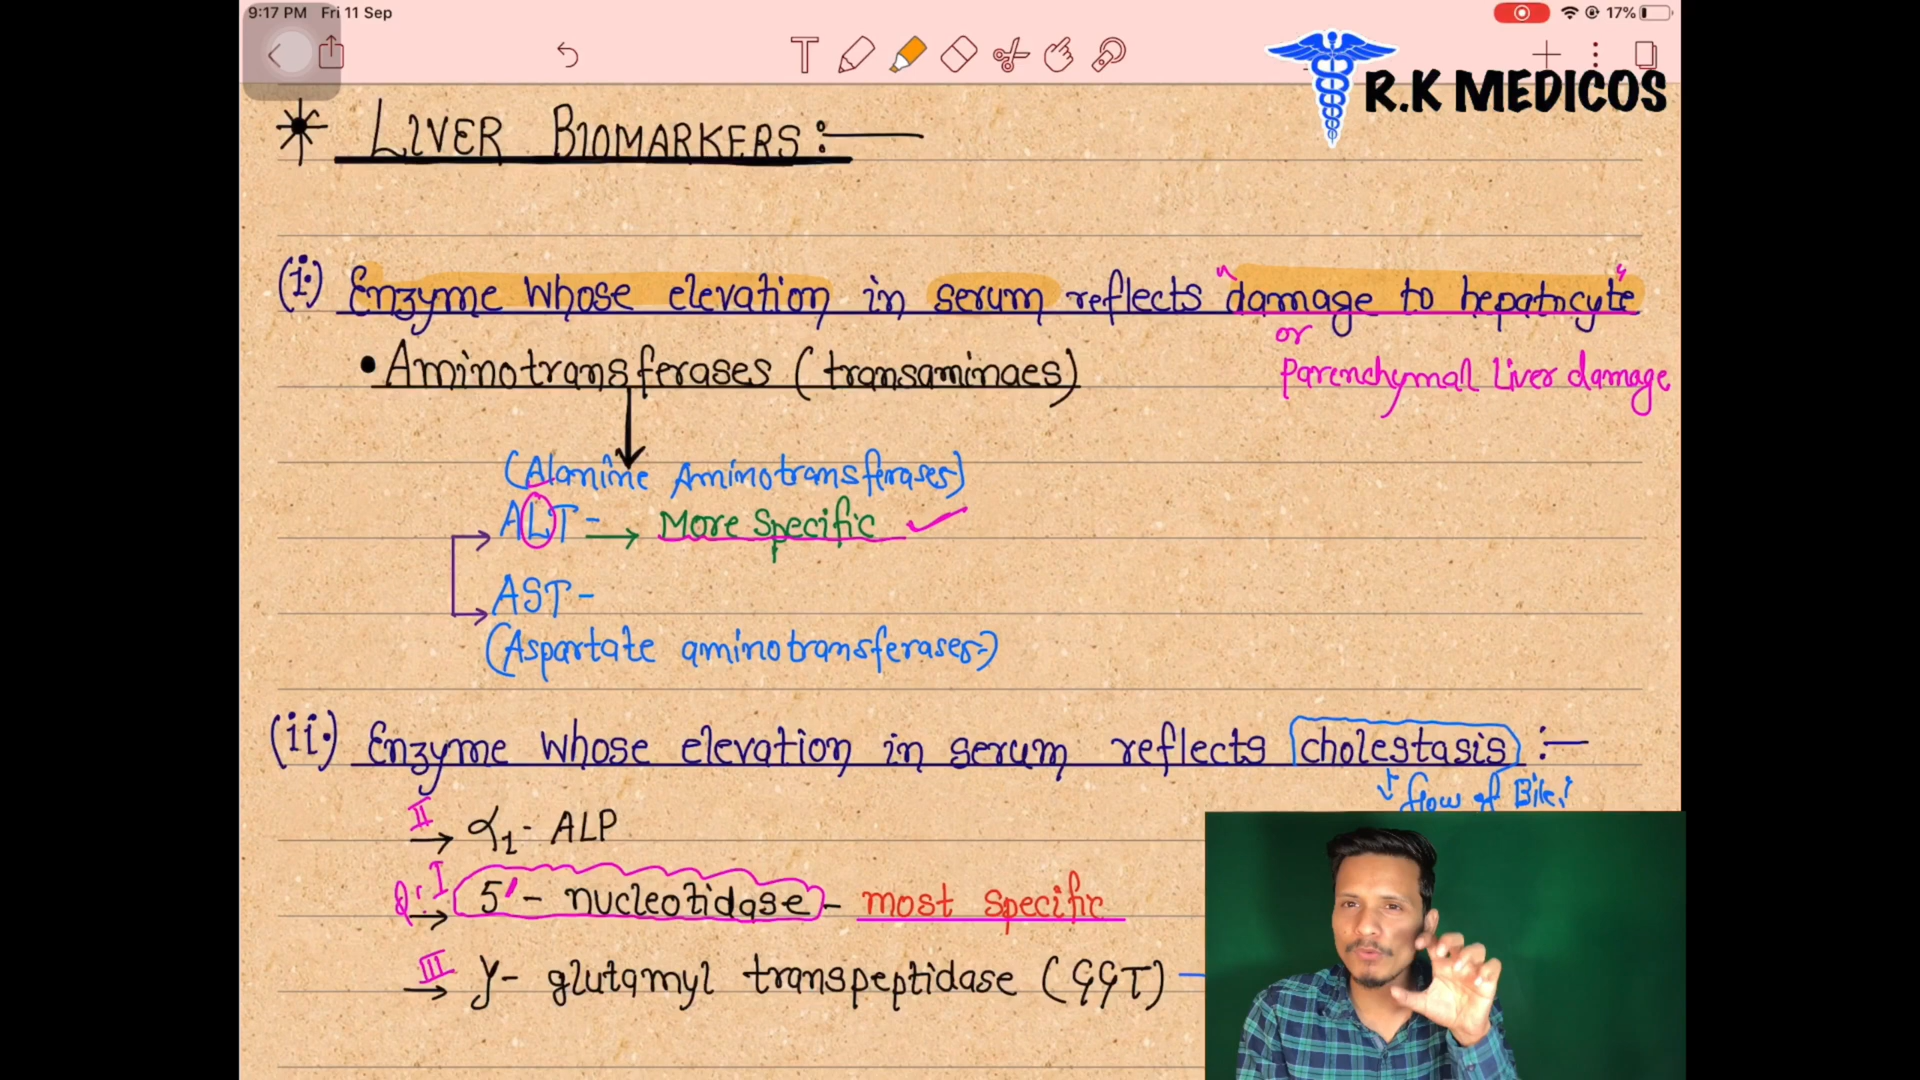 9:17 PM Fri 11 Sep
17%
R.K MEDICOS
LIVER BIOMARKERS :—
(i.) Enzyme whose elevation in serum reflects "damage to hepatocyte"
or
Parenchymal Liver damage
• Aminotransferases (transaminaes)
(Alanine Aminotransferases)
ALT - → More Specific ✓
AST -
(Aspartate aminotransferases-)
(ii.) Enzyme whose elevation in serum reflects cholestasis :—
↓ flow of Bile
II → α1 - ALP
Q. I → 5' - nucleotidase - most specific
III → γ- glutamyl transpeptidase (GGT) -